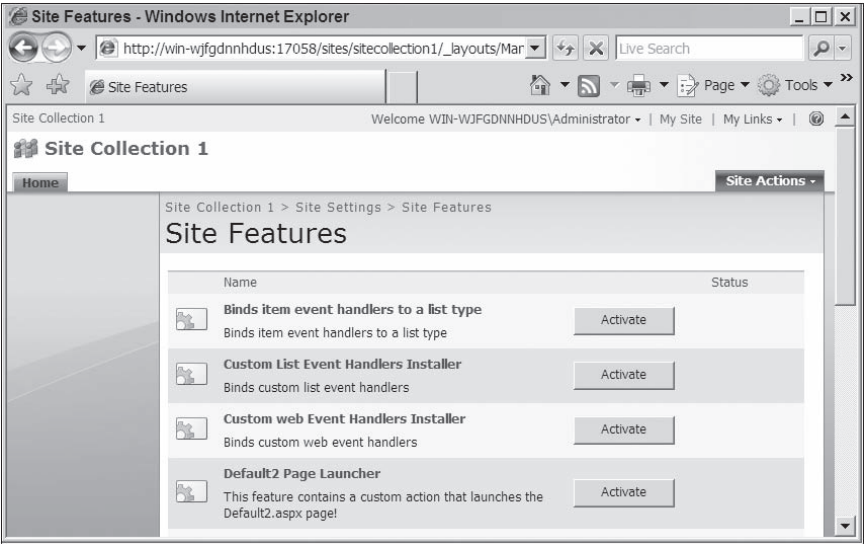 Site Features - Windows Internet Explorer
http://win-wjfgdnnhdus:17058/sites/sitecollection1/_layouts/Mar
Live Search
Site Features
Page
Tools
Site Collection 1
Welcome WIN-WJFGDNNHDUS\Administrator | My Site | My Links |
Site Collection 1
Home
Site Actions
Site Collection 1 > Site Settings > Site Features
Site Features
Name Status
Binds item event handlers to a list type
Binds item event handlers to a list type
Activate
Custom List Event Handlers Installer
Binds custom list event handlers
Activate
Custom web Event Handlers Installer
Binds custom web event handlers
Activate
Default2 Page Launcher
This feature contains a custom action that launches the
Default2.aspx page!
Activate